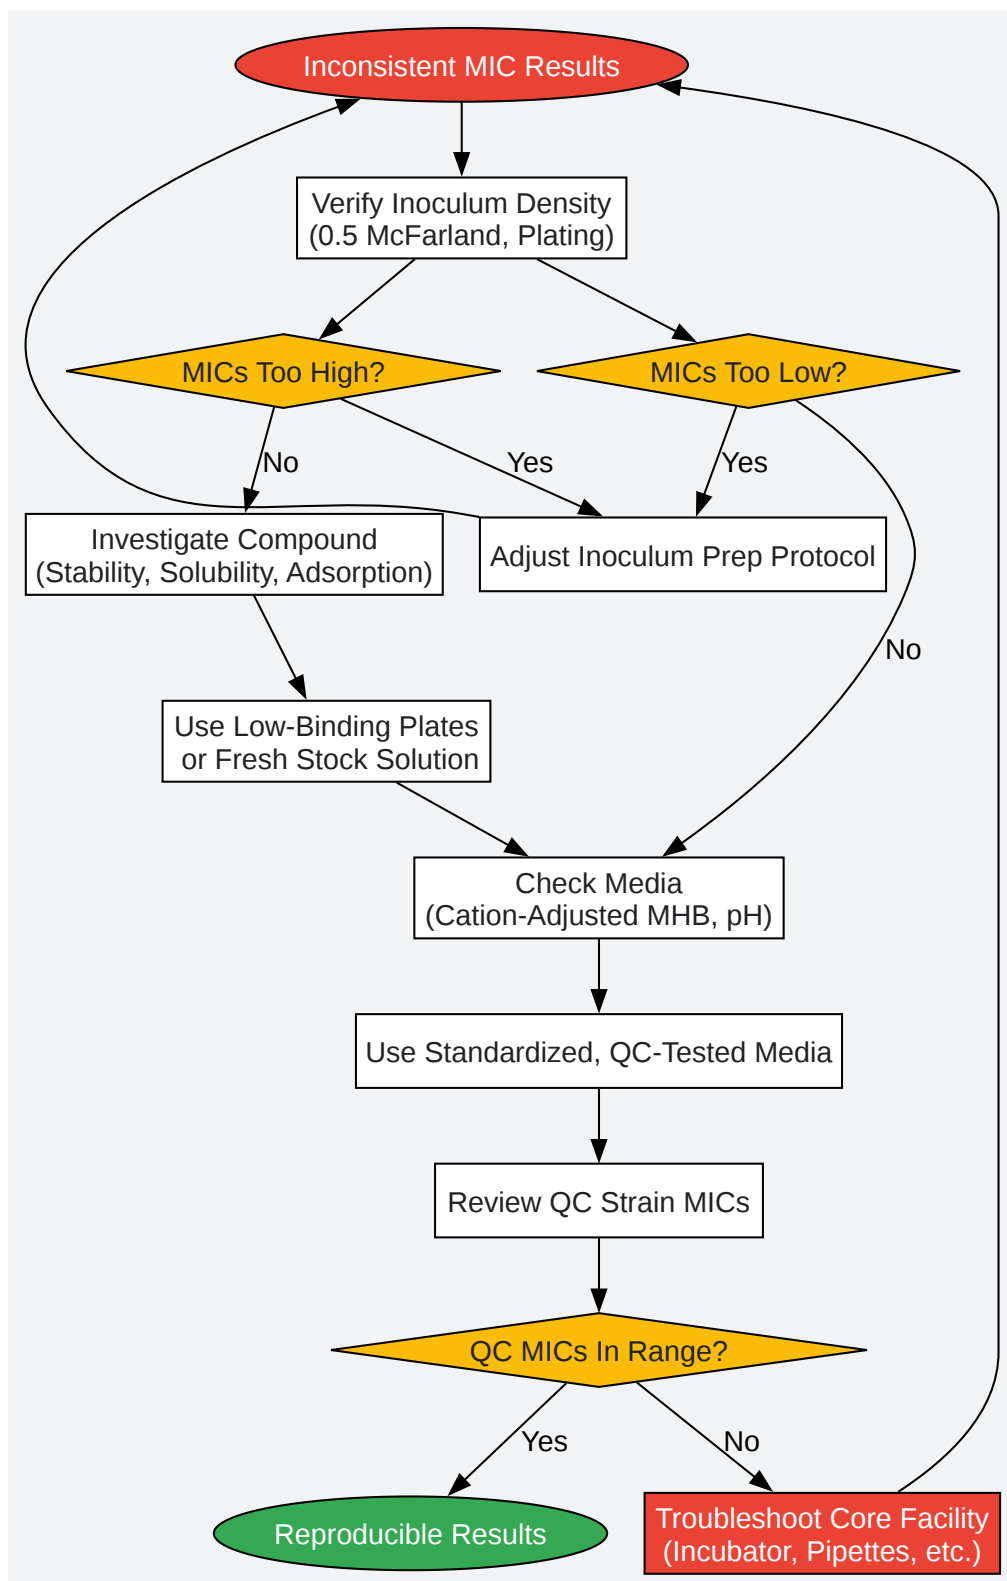 Inconsistent MIC Results
Verify Inoculum Density
(0.5 McFarland, Plating)
MICs Too High?
MICs Too Low?
No
Yes
Yes
Investigate Compound
(Stability, Solubility, Adsorption)
Adjust Inoculum Prep Protocol
No
Use Low-Binding Plates
or Fresh Stock Solution
Check Media
(Cation-Adjusted MHB, pH)
Use Standardized, QC-Tested Media
Review QC Strain MICs
QC MICs In Range?
Yes
No
Reproducible Results
Troubleshoot Core Facility
(Incubator, Pipettes, etc.)